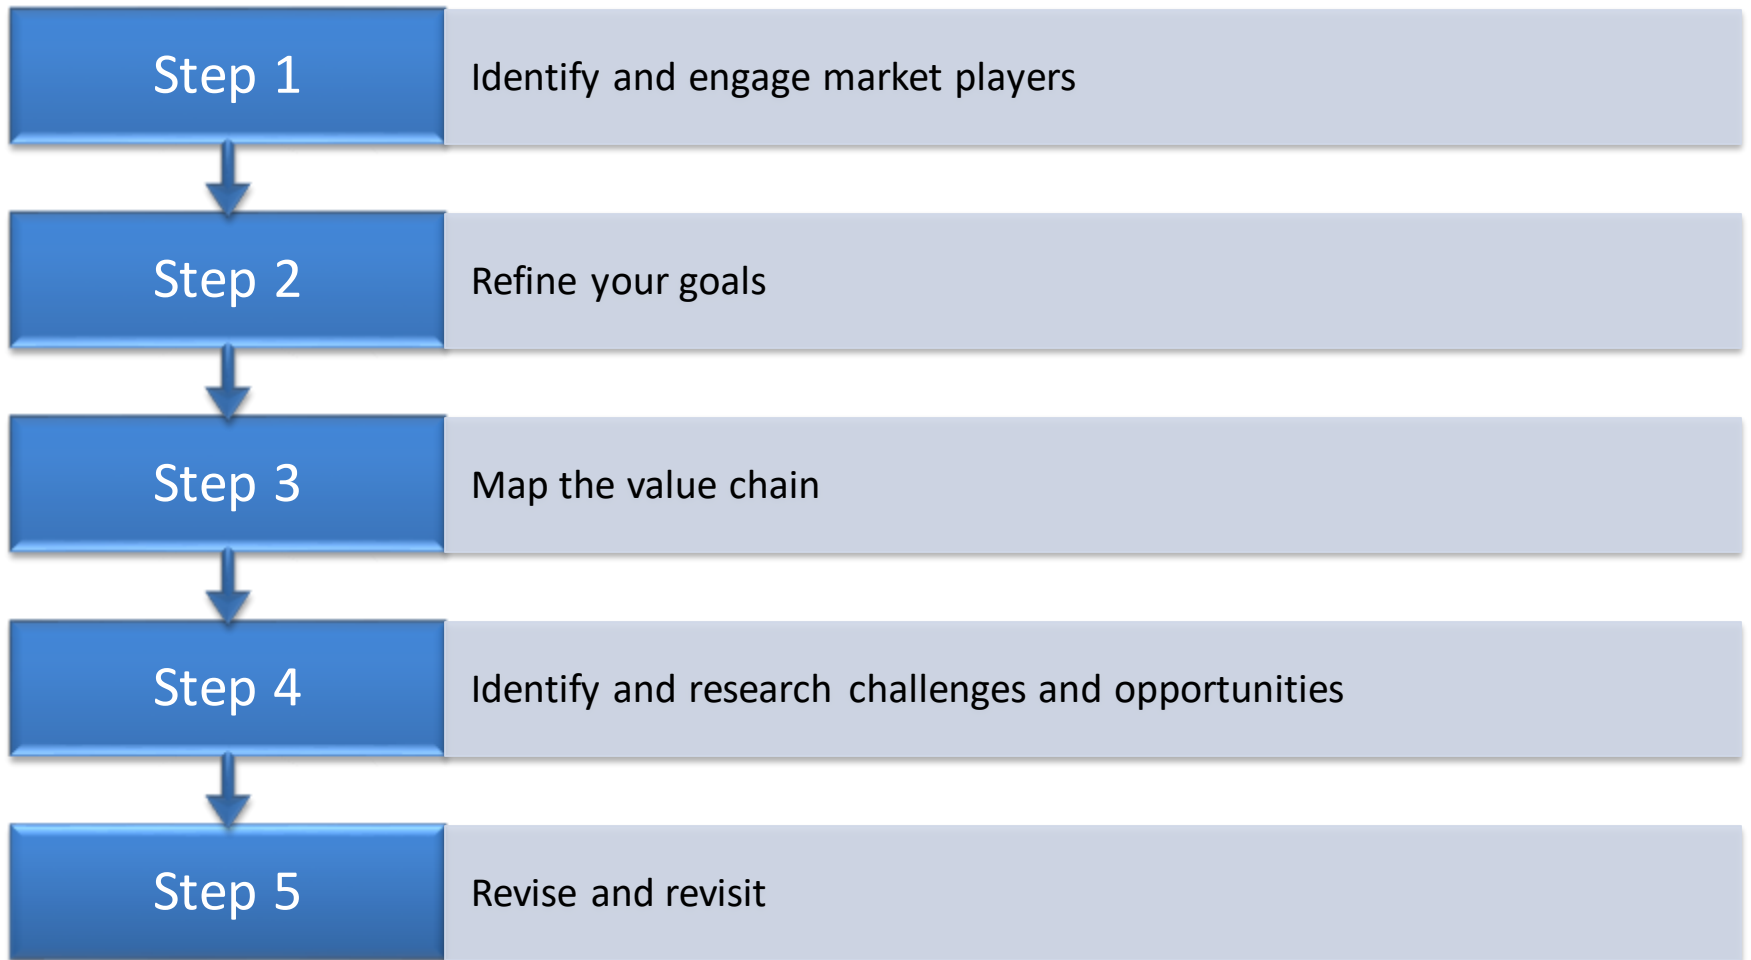 Step 1
Identify and engage market players
Step 2
Refine your goals
Step 3
Map the value chain
Step 4
Identify and research challenges and opportunities
Step 5
Revise and revisit